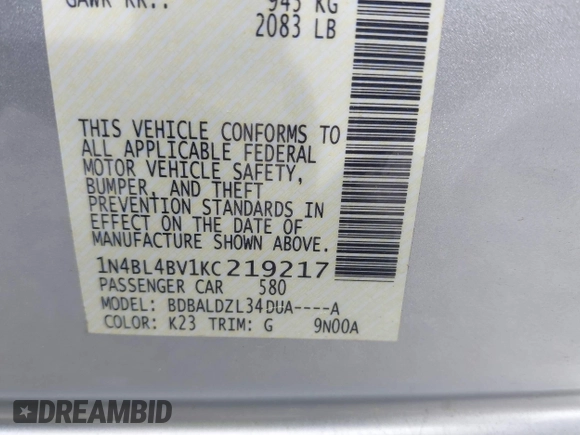 GAWR RR.: 945 KG
2083 LB
THIS VEHICLE CONFORMS TO
ALL APPLICABLE FEDERAL
MOTOR VEHICLE SAFETY,
BUMPER, AND THEFT
PREVENTION STANDARDS IN
EFFECT ON THE DATE OF
MANUFACTURE SHOWN ABOVE.
1N4BL4BV1KC219217
PASSENGER CAR 580
MODEL: BDBALDZL34DUA----A
COLOR: K23 TRIM: G 9N00A
DREAMBID